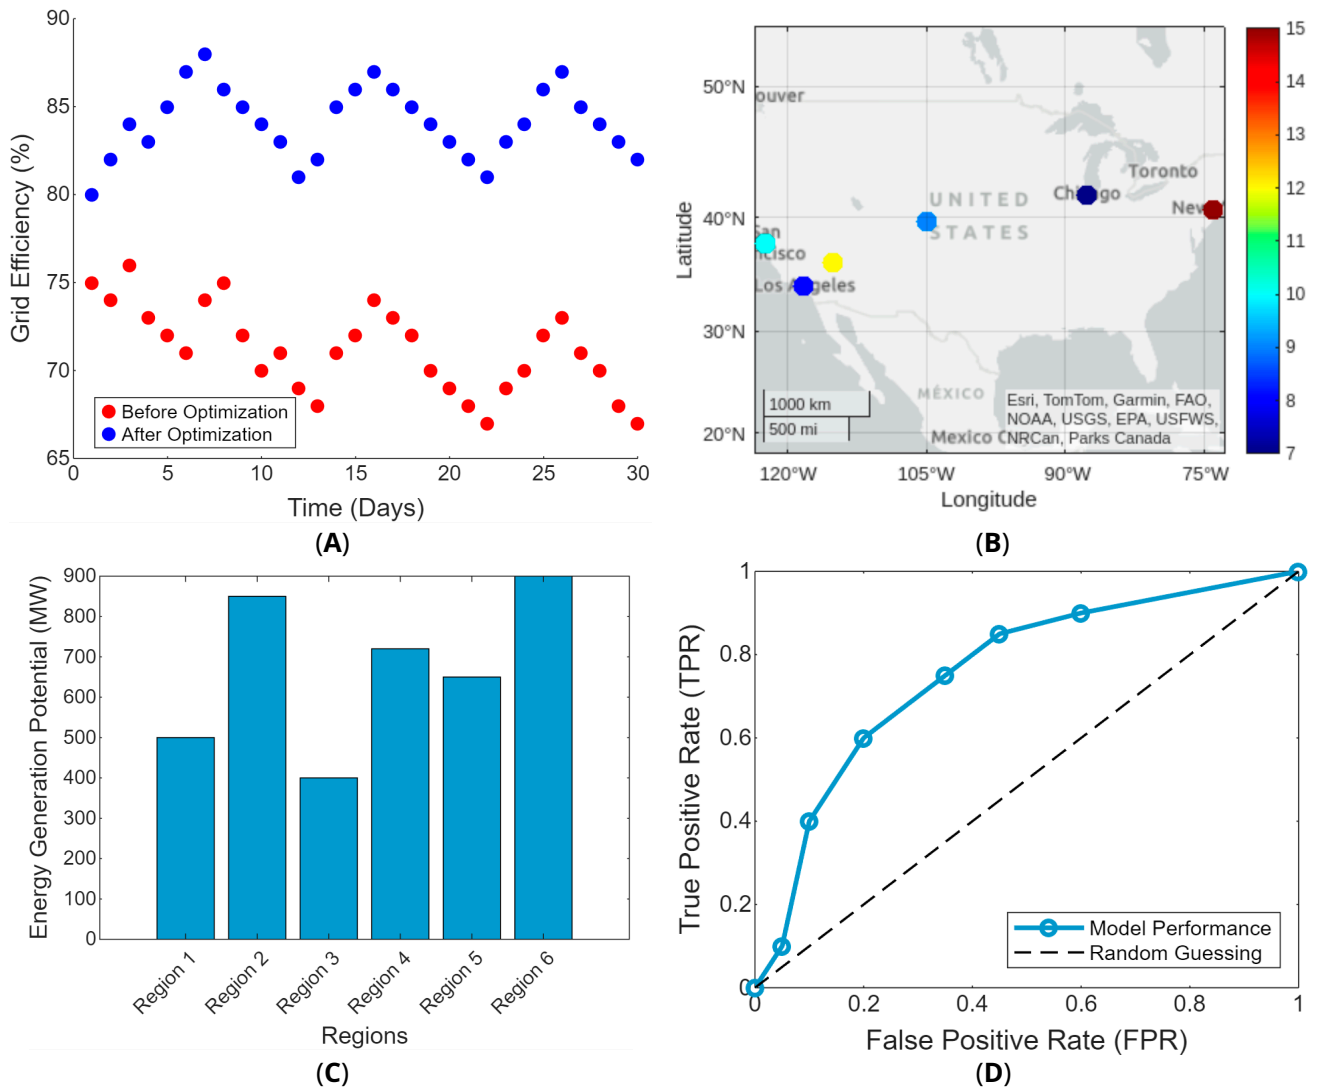 90
85
80
75
70
65
0
5
10
15
20
25
30
Grid Efficiency (%)
Time (Days)
Before Optimization
After Optimization
(A)
50°N
40°N
30°N
20°N
120°W
105°W
90°W
75°W
Latitude
Longitude
ouver
Toronto
Chi go
New
UNITED
STATES
San
ncisco
Los A geles
MÉXICO
Mexico C
1000 km
500 mi
Esri, TomTom, Garmin, FAO,
NOAA, USGS, EPA, USFWS,
NRCan, Parks Canada
15
14
13
12
11
10
9
8
7
(B)
900
800
700
600
500
400
300
200
100
0
Energy Generation Potential (MW)
Region 1
Region 2
Region 3
Region 4
Region 5
Region 6
Regions
(C)
1
0.8
0.6
0.4
0.2
0
0
0.2
0.4
0.6
0.8
1
True Positive Rate (TPR)
False Positive Rate (FPR)
Model Performance
Random Guessing
(D)